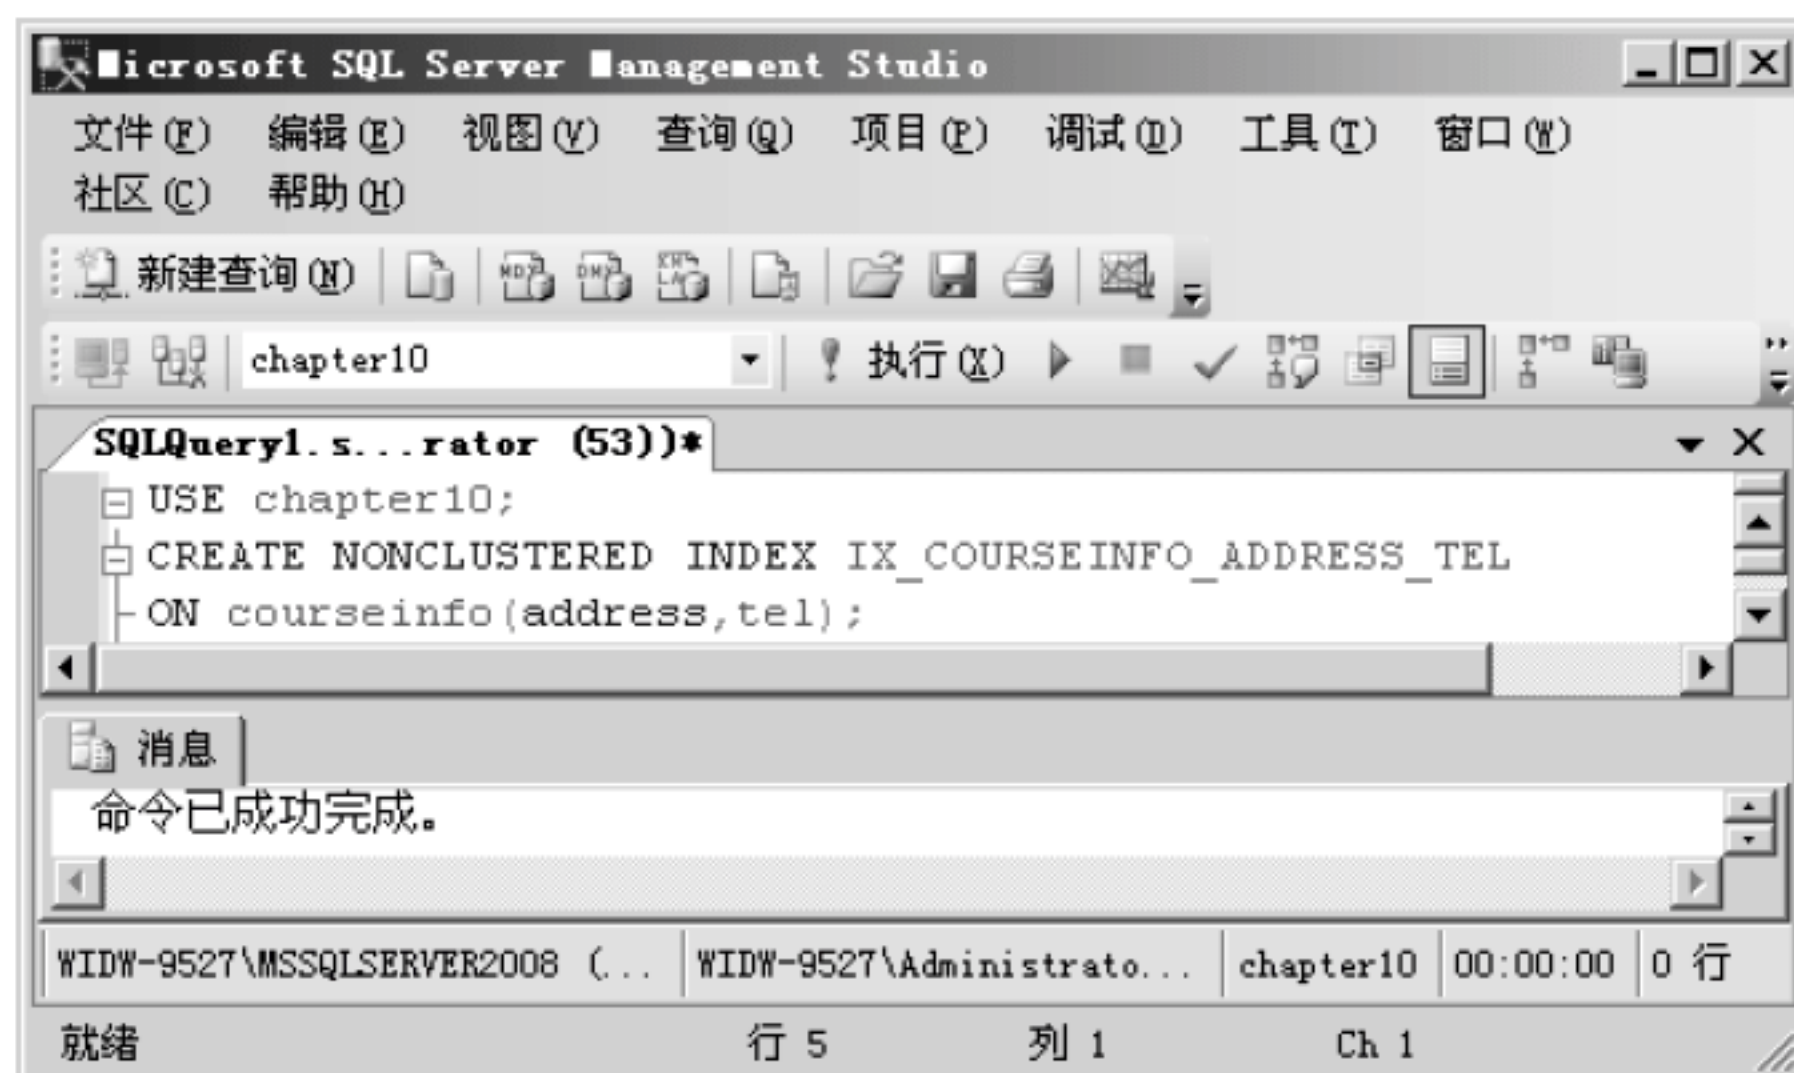 Microsoft SQL Server Management Studio
文件(F) 编辑(E) 视图(V) 查询(Q) 项目(P) 调试(D) 工具(T) 窗口(W)
社区(C) 帮助(H)
新建查询(N)
chapter10 执行(X)
SQLQuery1.s...rator (53))*
USE chapter10;
CREATE NONCLUSTERED INDEX IX_COURSEINFO_ADDRESS_TEL
ON courseinfo(address,tel);
消息
命令已成功完成。
WIDW-9527\MSSQLSERVER2008 (... WIDW-9527\Administrato... chapter10 00:00:00 0 行
就绪 行 5 列 1 Ch 1